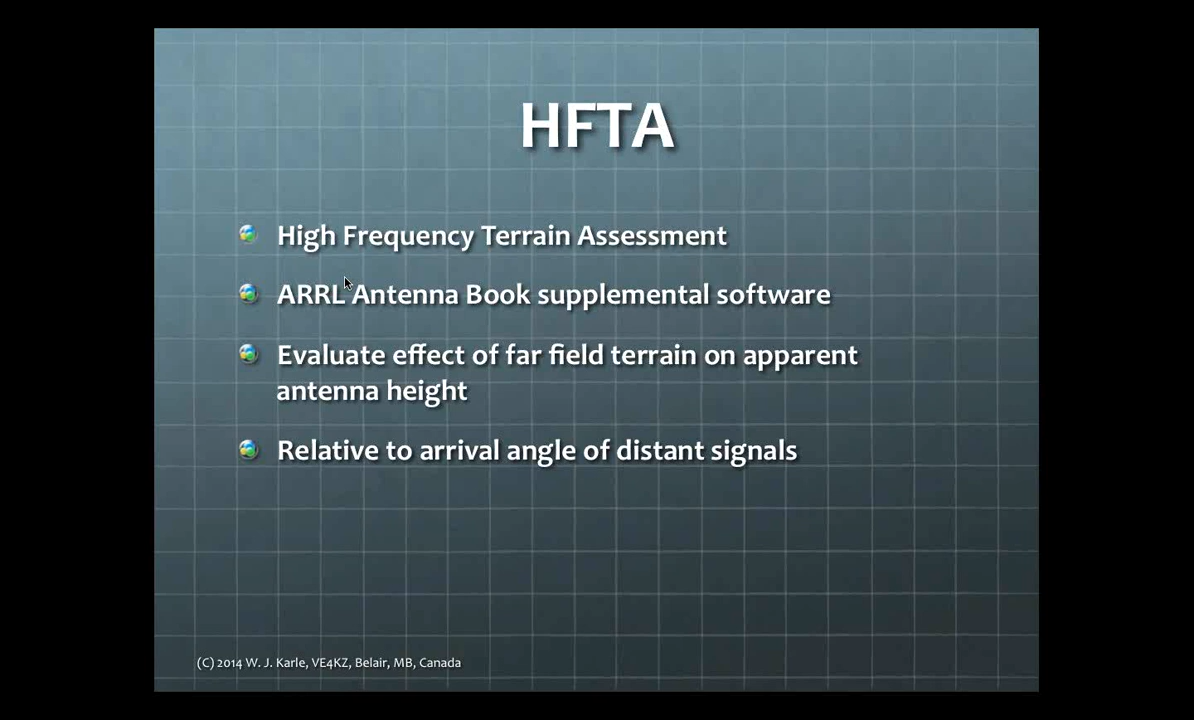 HFTA
High Frequency Terrain Assessment
ARRL Antenna Book supplemental software
Evaluate effect of far field terrain on apparent
antenna height
Relative to arrival angle of distant signals
(C) 2014 W. J. Karle, VE4KZ, Belair, MB, Canada